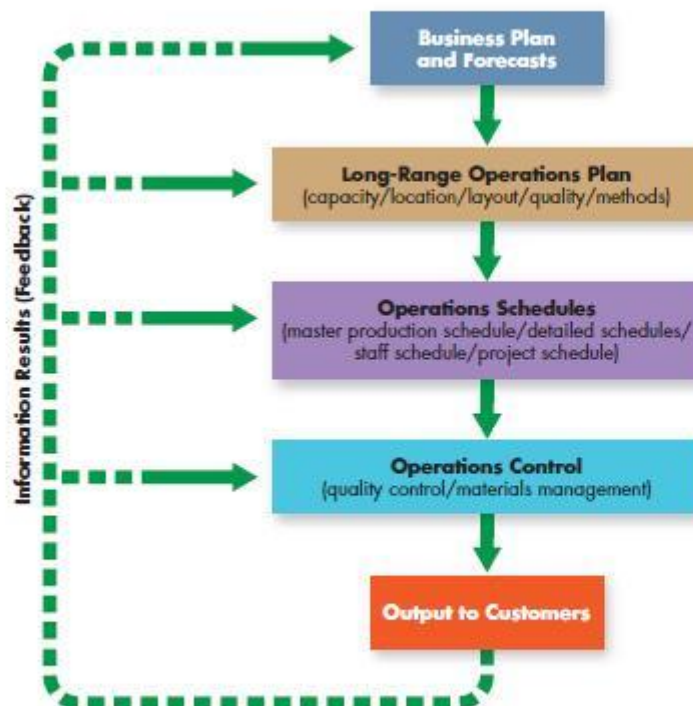 Business Plan
and Forecasts
Long-Range Operations Plan
(capacity/location/layout/quality/methods)
Operations Schedules
(master production schedule/detailed schedules/
staff schedule/project schedule)
Operations Control
(quality control/materials management)
Output to Customers
Information Results (Feedback)